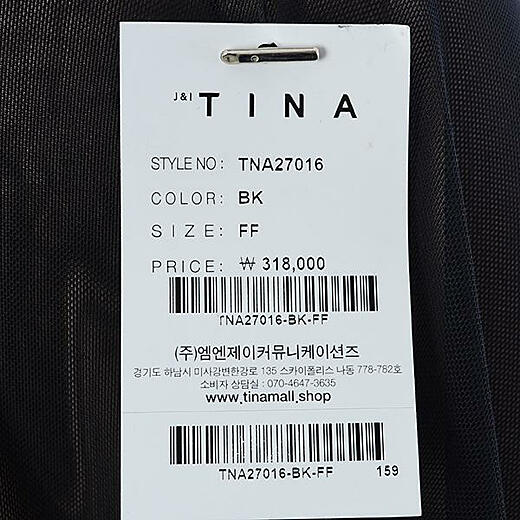 J&I TINA
STYLE NO : TNA27016
COLOR: BK
SIZE: FF
PRICE: ₩ 318,000
TNA27016-BK-FF
(주)엠엔제이커뮤니케이션즈
경기도 하남시 미사강변한강로 135 스카이폴리스 나동 778-782호
소비자 상담실 : 070-4647-3635
www.tinamall.shop
TNA27016-BK-FF 159